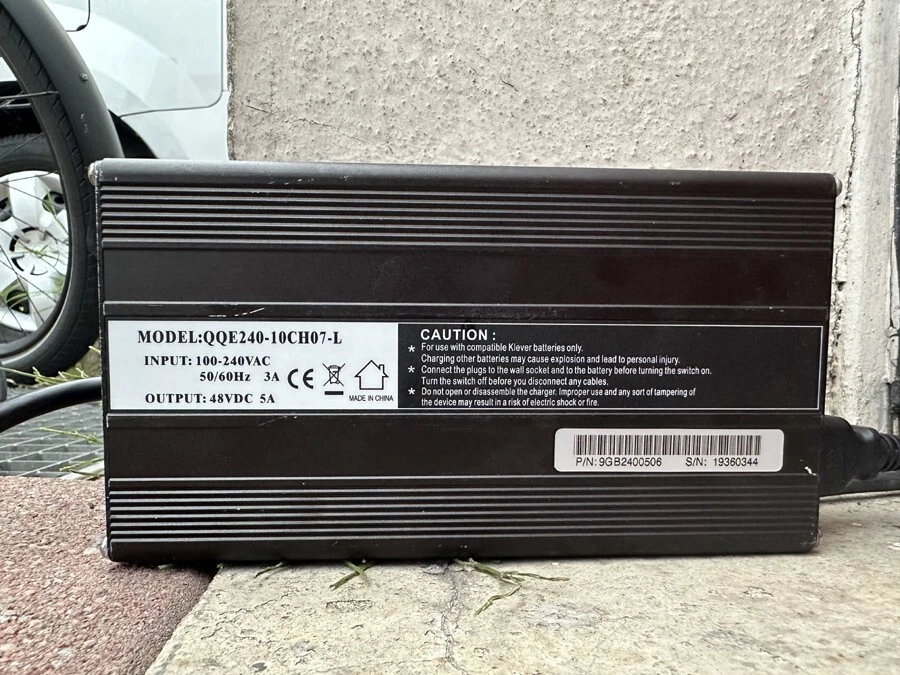 MODEL:QQE240-10CH07-L
INPUT: 100-240VAC
50/60Hz 3A
OUTPUT: 48VDC 5A
CE
MADE IN CHINA
CAUTION :
* For use with compatible Klever batteries only.
Charging other batteries may cause explosion and lead to personal injury.
* Connect the plugs to the wall socket and to the battery before turning the switch on.
Turn the switch off before you disconnect any cables.
* Do not open or disassemble the charger. Improper use and any sort of tampering of
the device may result in a risk of electric shock or fire.
P/N: 9GB2400506 S/N: 19360344